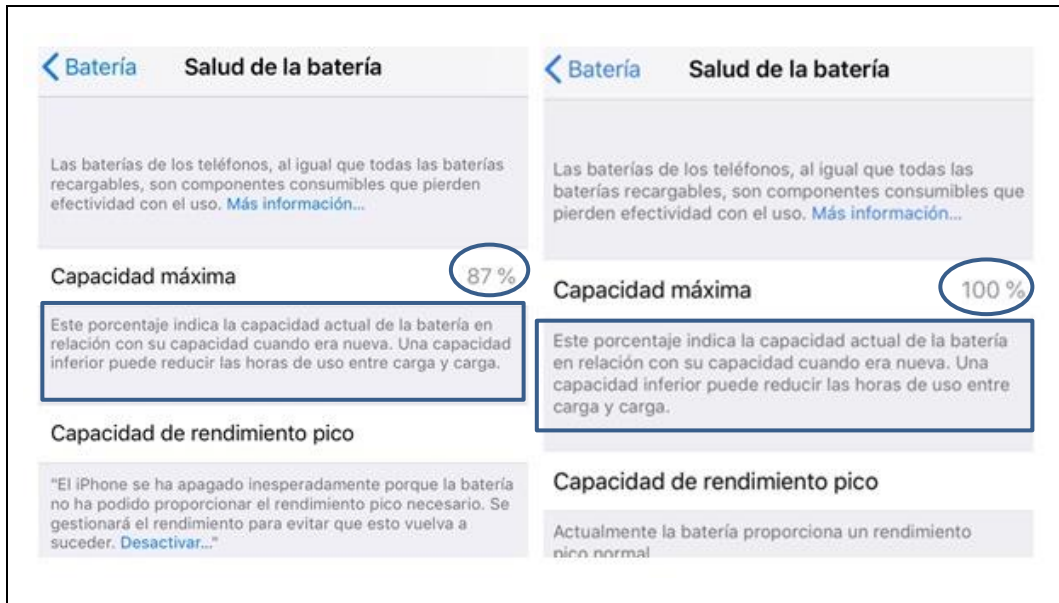 Batería Salud de la batería
Las baterías de los teléfonos, al igual que todas las baterías
recargables, son componentes consumibles que pierden
efectividad con el uso. Más información...
Capacidad máxima 87 %
Este porcentaje indica la capacidad actual de la batería en
relación con su capacidad cuando era nueva. Una capacidad
inferior puede reducir las horas de uso entre carga y carga.
Capacidad de rendimiento pico
"El iPhone se ha apagado inesperadamente porque la batería
no ha podido proporcionar el rendimiento pico necesario. Se
gestionará el rendimiento para evitar que esto vuelva a
suceder. Desactivar..."
Batería Salud de la batería
Las baterías de los teléfonos, al igual que todas las
baterías recargables, son componentes consumibles que
pierden efectividad con el uso. Más información...
Capacidad máxima 100 %
Este porcentaje indica la capacidad actual de la batería
en relación con su capacidad cuando era nueva. Una
capacidad inferior puede reducir las horas de uso entre
carga y carga.
Capacidad de rendimiento pico
Actualmente la batería proporciona un rendimiento
pico normal